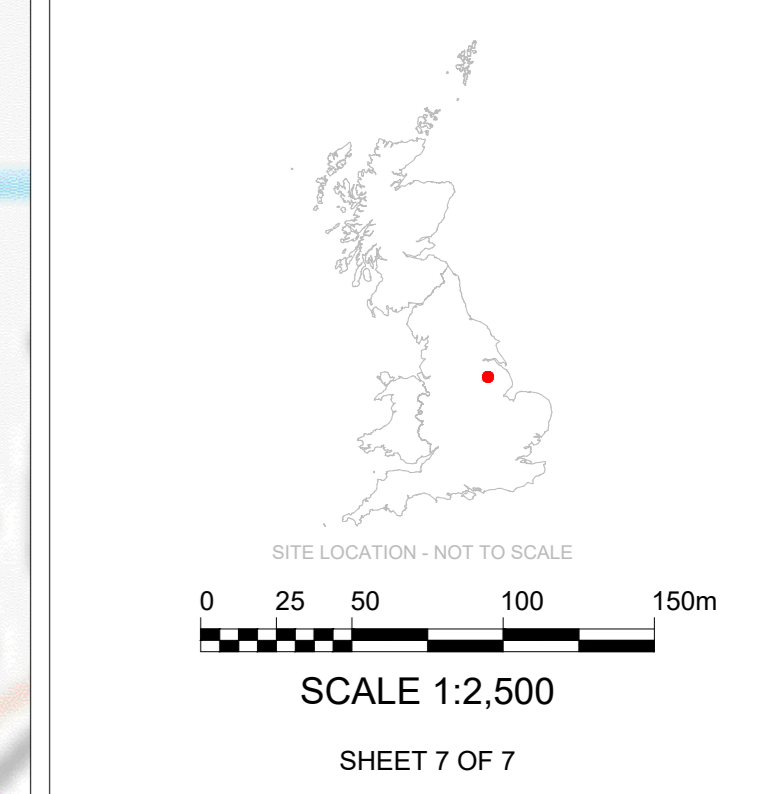 SITE LOCATION - NOT TO SCALE
0 25 50 100 150m
SCALE 1:2,500
SHEET 7 OF 7